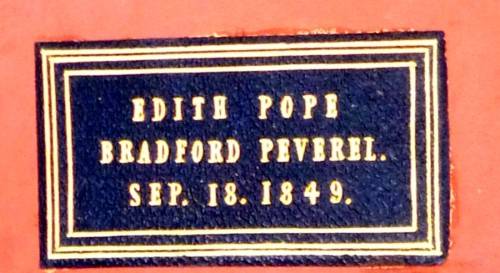 EDITH POPE
BRADFORD PEVEREL.
SEP. 18. 1849.